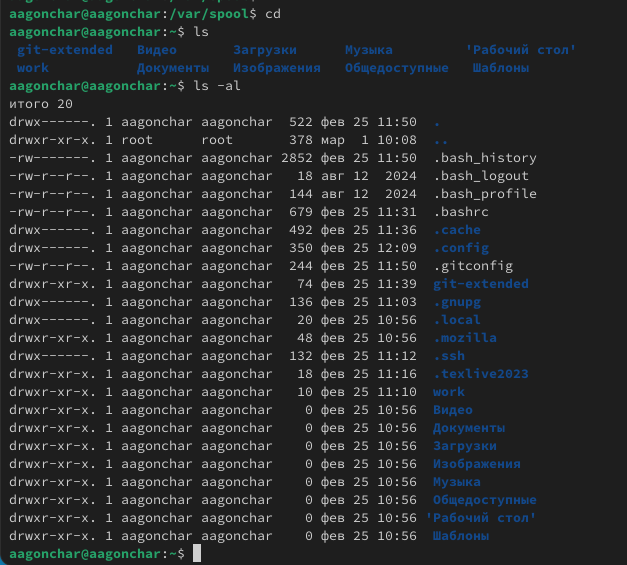 aagonchar@aagonchar:/var/spool$ cd
aagonchar@aagonchar:~$ ls
git-extended Видео Загрузки Музыка 'Рабочий стол'
work Документы Изображения Общедоступные Шаблоны
aagonchar@aagonchar:~$ ls -al
итого 20
drwx------. 1 aagonchar aagonchar 522 фев 25 11:50 .
drwxr-xr-x. 1 root root 378 мар 1 10:08 ..
-rw-------. 1 aagonchar aagonchar 2852 фев 25 11:50 .bash_history
-rw-r--r--. 1 aagonchar aagonchar 18 авг 12 2024 .bash_logout
-rw-r--r--. 1 aagonchar aagonchar 144 авг 12 2024 .bash_profile
-rw-r--r--. 1 aagonchar aagonchar 679 фев 25 11:31 .bashrc
drwx------. 1 aagonchar aagonchar 492 фев 25 11:36 .cache
drwx------. 1 aagonchar aagonchar 350 фев 25 12:09 .config
-rw-r--r--. 1 aagonchar aagonchar 244 фев 25 11:50 .gitconfig
drwxr-xr-x. 1 aagonchar aagonchar 74 фев 25 11:39 git-extended
drwx------. 1 aagonchar aagonchar 136 фев 25 11:03 .gnupg
drwx------. 1 aagonchar aagonchar 20 фев 25 10:56 .local
drwxr-xr-x. 1 aagonchar aagonchar 48 фев 25 10:56 .mozilla
drwx------. 1 aagonchar aagonchar 132 фев 25 11:12 .ssh
drwxr-xr-x. 1 aagonchar aagonchar 18 фев 25 11:16 .texlive2023
drwxr-xr-x. 1 aagonchar aagonchar 10 фев 25 11:10 work
drwxr-xr-x. 1 aagonchar aagonchar 0 фев 25 10:56 Видео
drwxr-xr-x. 1 aagonchar aagonchar 0 фев 25 10:56 Документы
drwxr-xr-x. 1 aagonchar aagonchar 0 фев 25 10:56 Загрузки
drwxr-xr-x. 1 aagonchar aagonchar 0 фев 25 10:56 Изображения
drwxr-xr-x. 1 aagonchar aagonchar 0 фев 25 10:56 Музыка
drwxr-xr-x. 1 aagonchar aagonchar 0 фев 25 10:56 Общедоступные
drwxr-xr-x. 1 aagonchar aagonchar 0 фев 25 10:56 'Рабочий стол'
drwxr-xr-x. 1 aagonchar aagonchar 0 фев 25 10:56 Шаблоны
aagonchar@aagonchar:~$